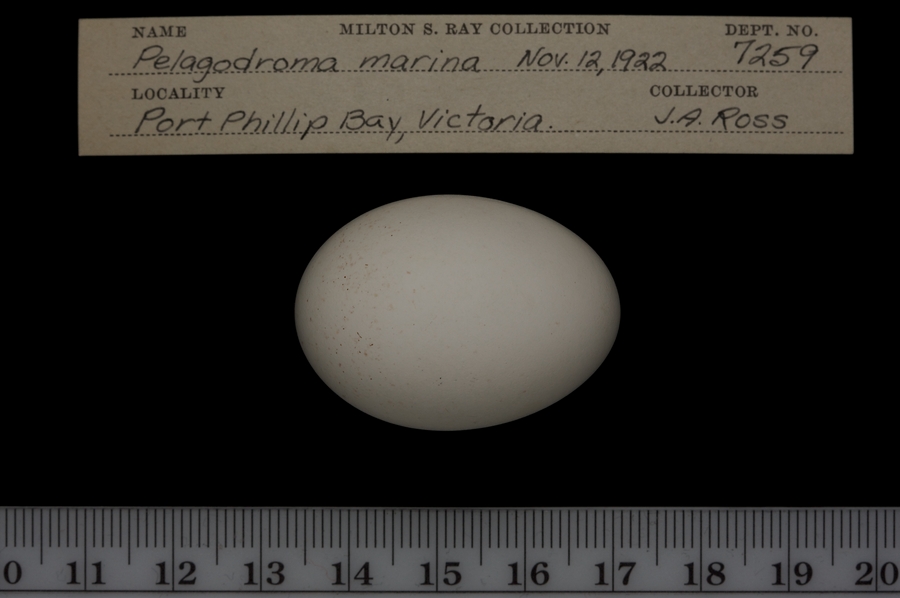 NAME MILTON S. RAY COLLECTION DEPT. NO.
Pelagodroma marina Nov. 12, 1922 7259
LOCALITY COLLECTOR
Port Phillip Bay, Victoria. J.A. Ross
0 11 12 13 14 15 16 17 18 19 20